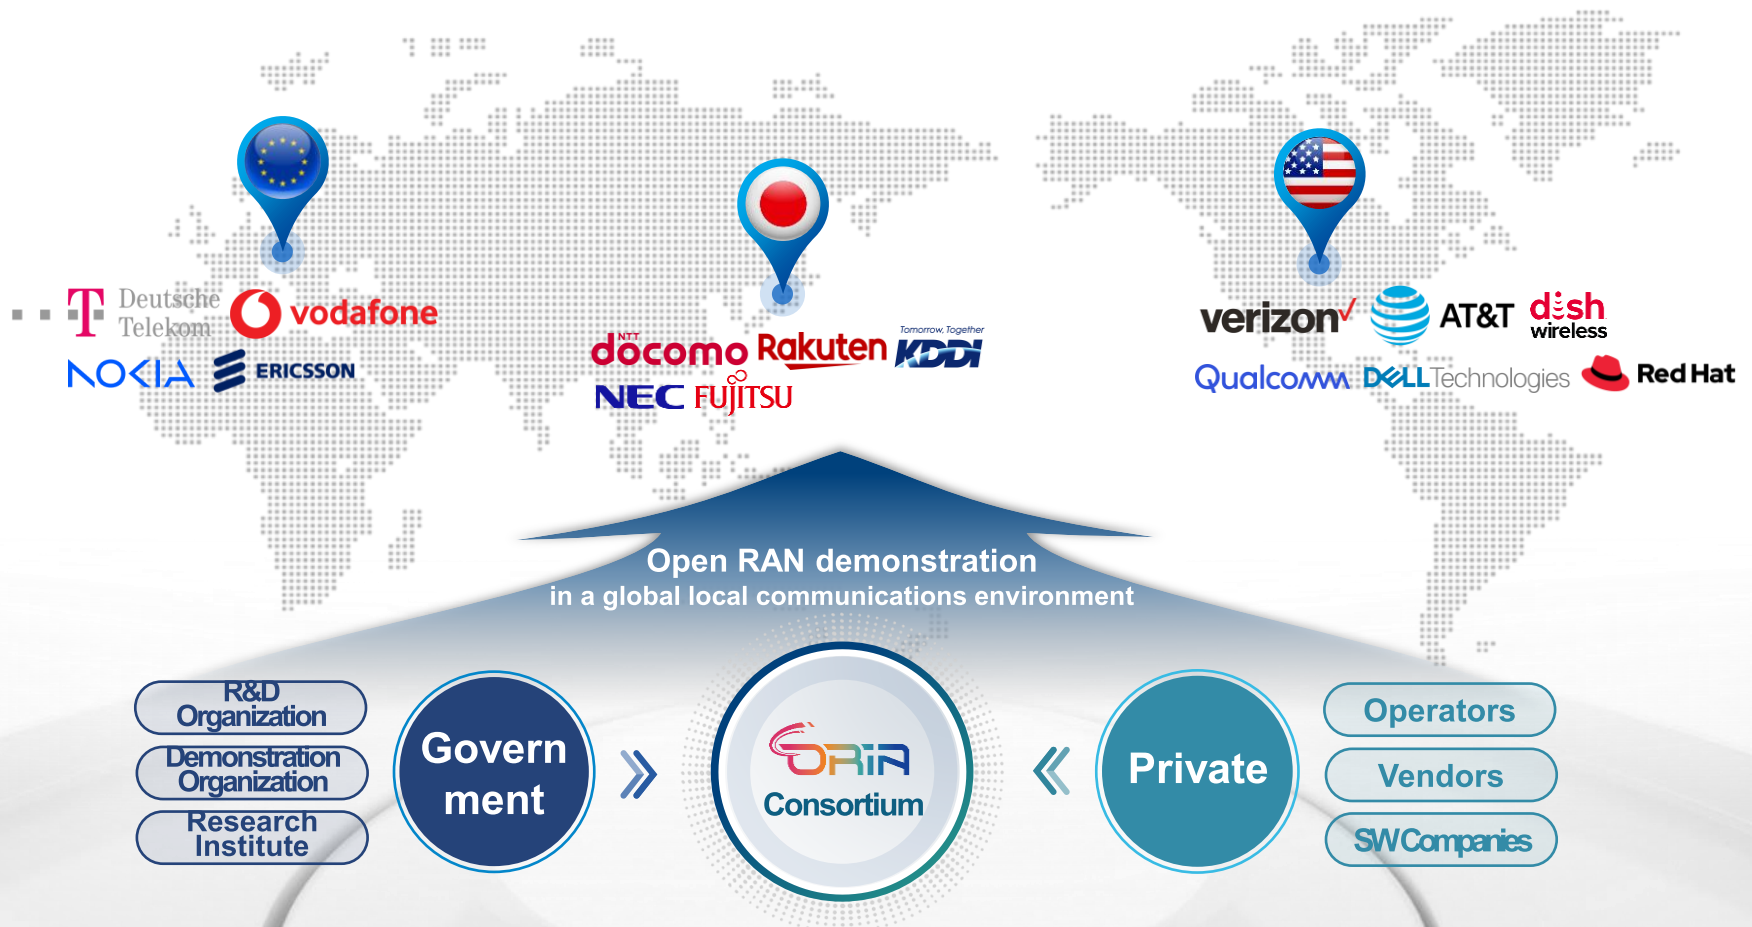 Deutsche
Telekom
vodafone
NOKIA
ERICSSON
NTT
docomo
Rakuten
Tomorrow, Together
KDDI
NEC
FUJITSU
verizon
AT&T
dish
wireless
Qualcomm
DELL Technologies
Red Hat
Open RAN demonstration
in a global local communications environment
R&D
Organization
Demonstration
Organization
Research
Institute
Govern
ment
ORiA
Consortium
Private
Operators
Vendors
SW Companies